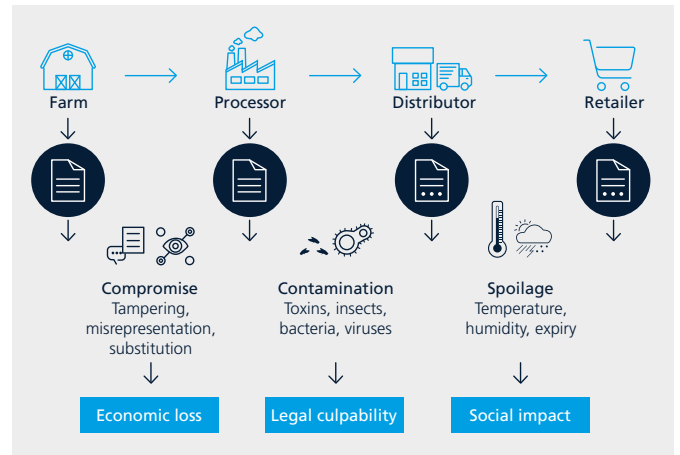 Farm
Processor
Distributor
Retailer
Compromise
Tampering,
misrepresentation,
substitution
Contamination
Toxins, insects,
bacteria, viruses
Spoilage
Temperature,
humidity, expiry
Economic loss
Legal culpability
Social impact